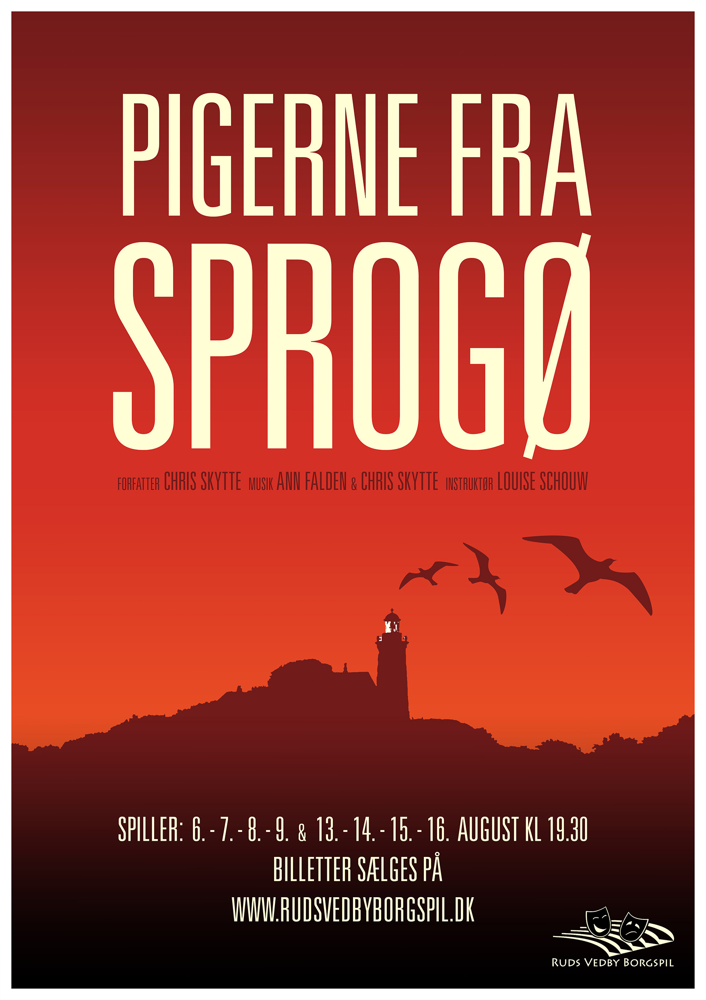 PIGERNE FRA
SPROGØ
FORFATTER CHRIS SKYTTE MUSIK ANN FALDEN & CHRIS SKYTTE INSTRUKTØR LOUISE SCHOUW
SPILLER: 6. - 7. - 8. - 9. & 13. - 14. - 15. - 16. AUGUST KL 19.30
BILLETTER SÆLGES PÅ
WWW.RUDSVEDBYBORGSPIL.DK
RUDS VEDBY BORGSPIL